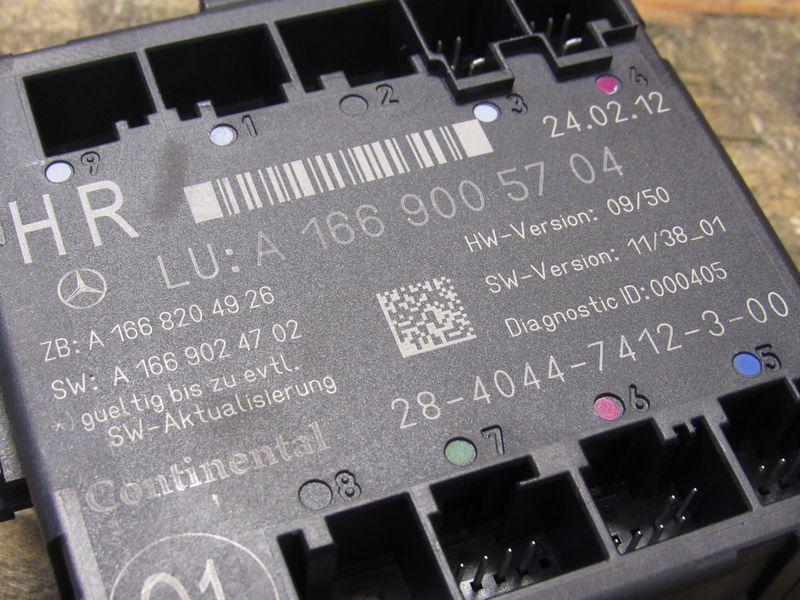 9
1
2
3
4
24.02.12
HR
LU: A 166 900 57 04
HW-Version: 09/50
SW-Version: 11/38_01
Diagnostic ID: 000405
ZB: A 166 820 49 26
SW: A 166 902 47 02
*) gueltig bis zu evtl.
SW-Aktualisierung
28-4044-7412-3-00
Continental
8
7
6
5
01